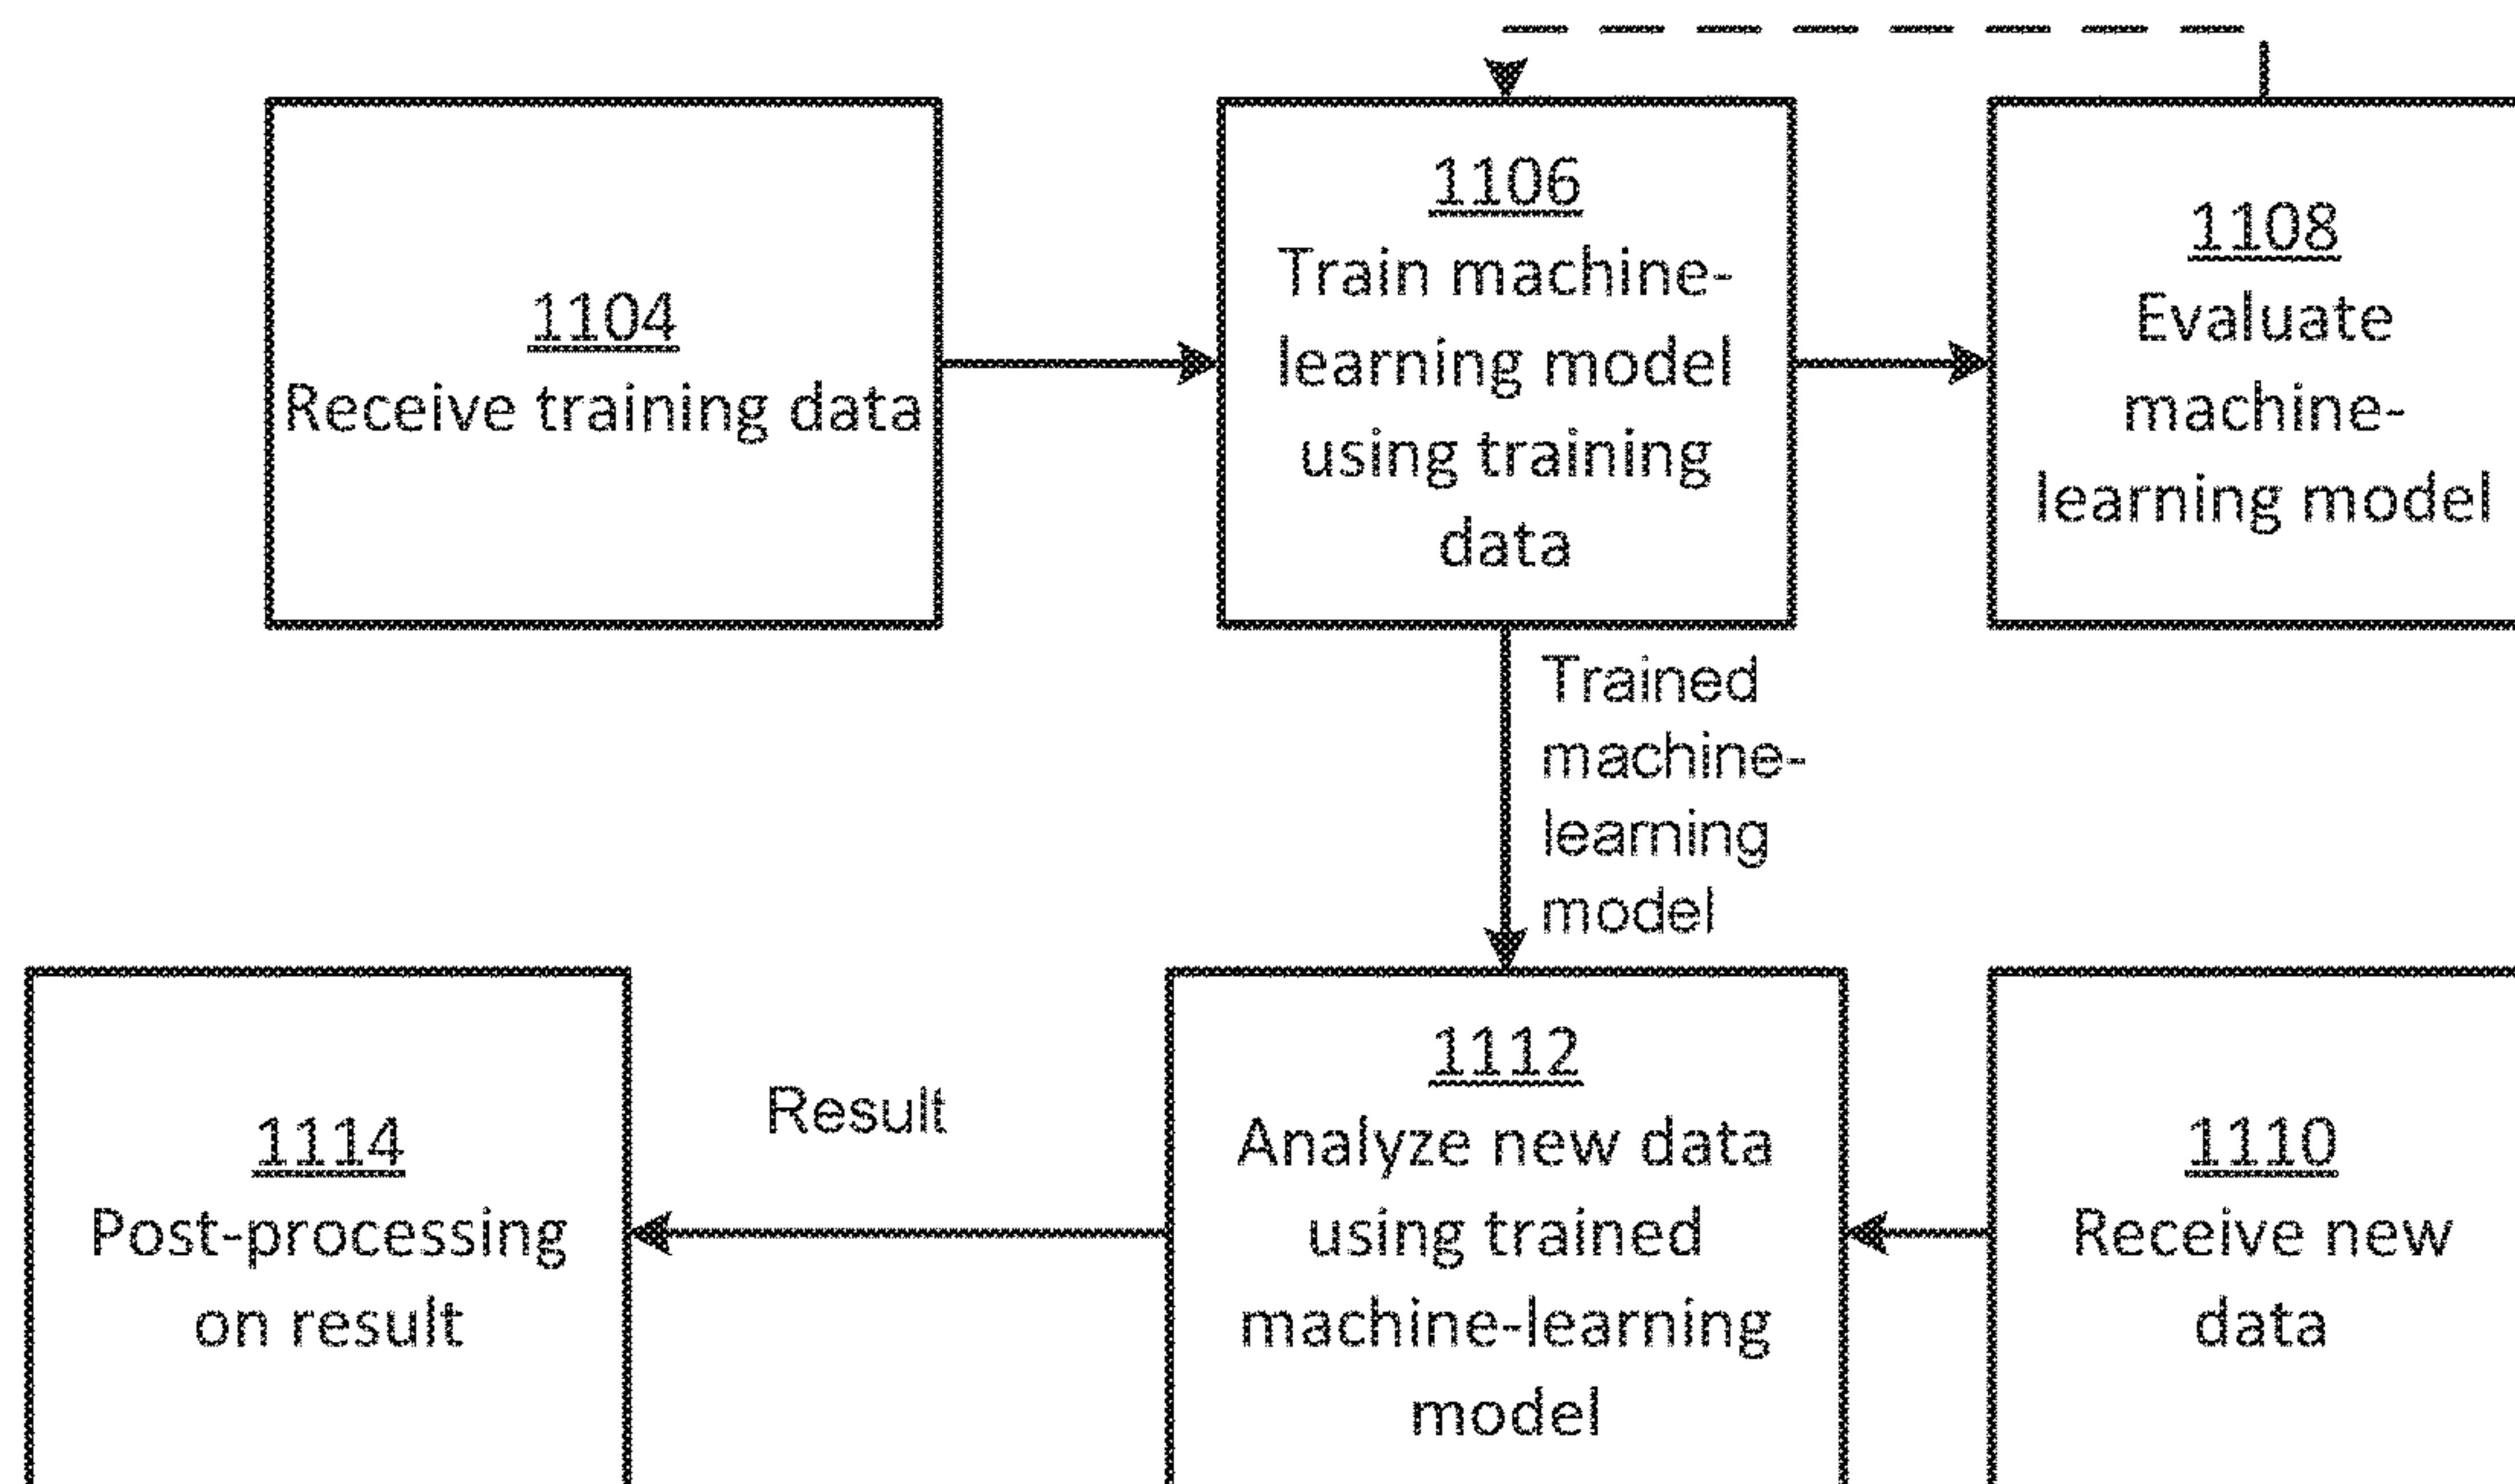 1104
Receive training data
1106
Train machine-
learning model
using training
data
1108
Evaluate
machine-
learning model
Trained
machine-
learning
model
1114
Post-processing
on result
Result
1112
Analyze new data
using trained
machine-learning
model
1110
Receive new
data